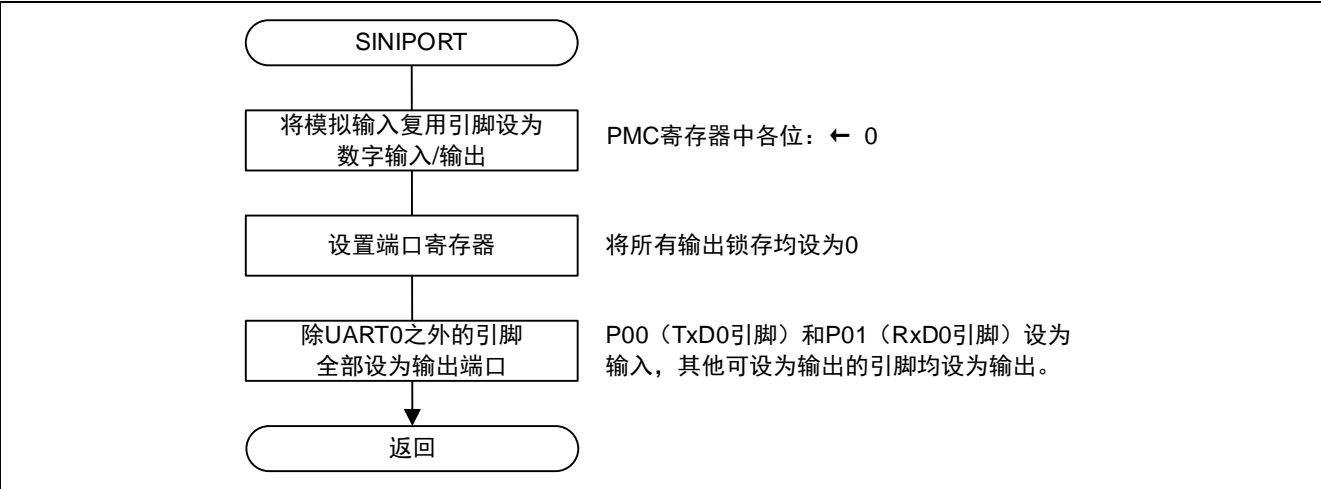 SINIPORT
将模拟输入复用引脚设为
数字输入/输出
PMC寄存器中各位：← 0
设置端口寄存器
将所有输出锁存均设为0
除UART0之外的引脚
全部设为输出端口
P00（TxD0引脚）和P01（RxD0引脚）设为
输入，其他可设为输出的引脚均设为输出。
返回